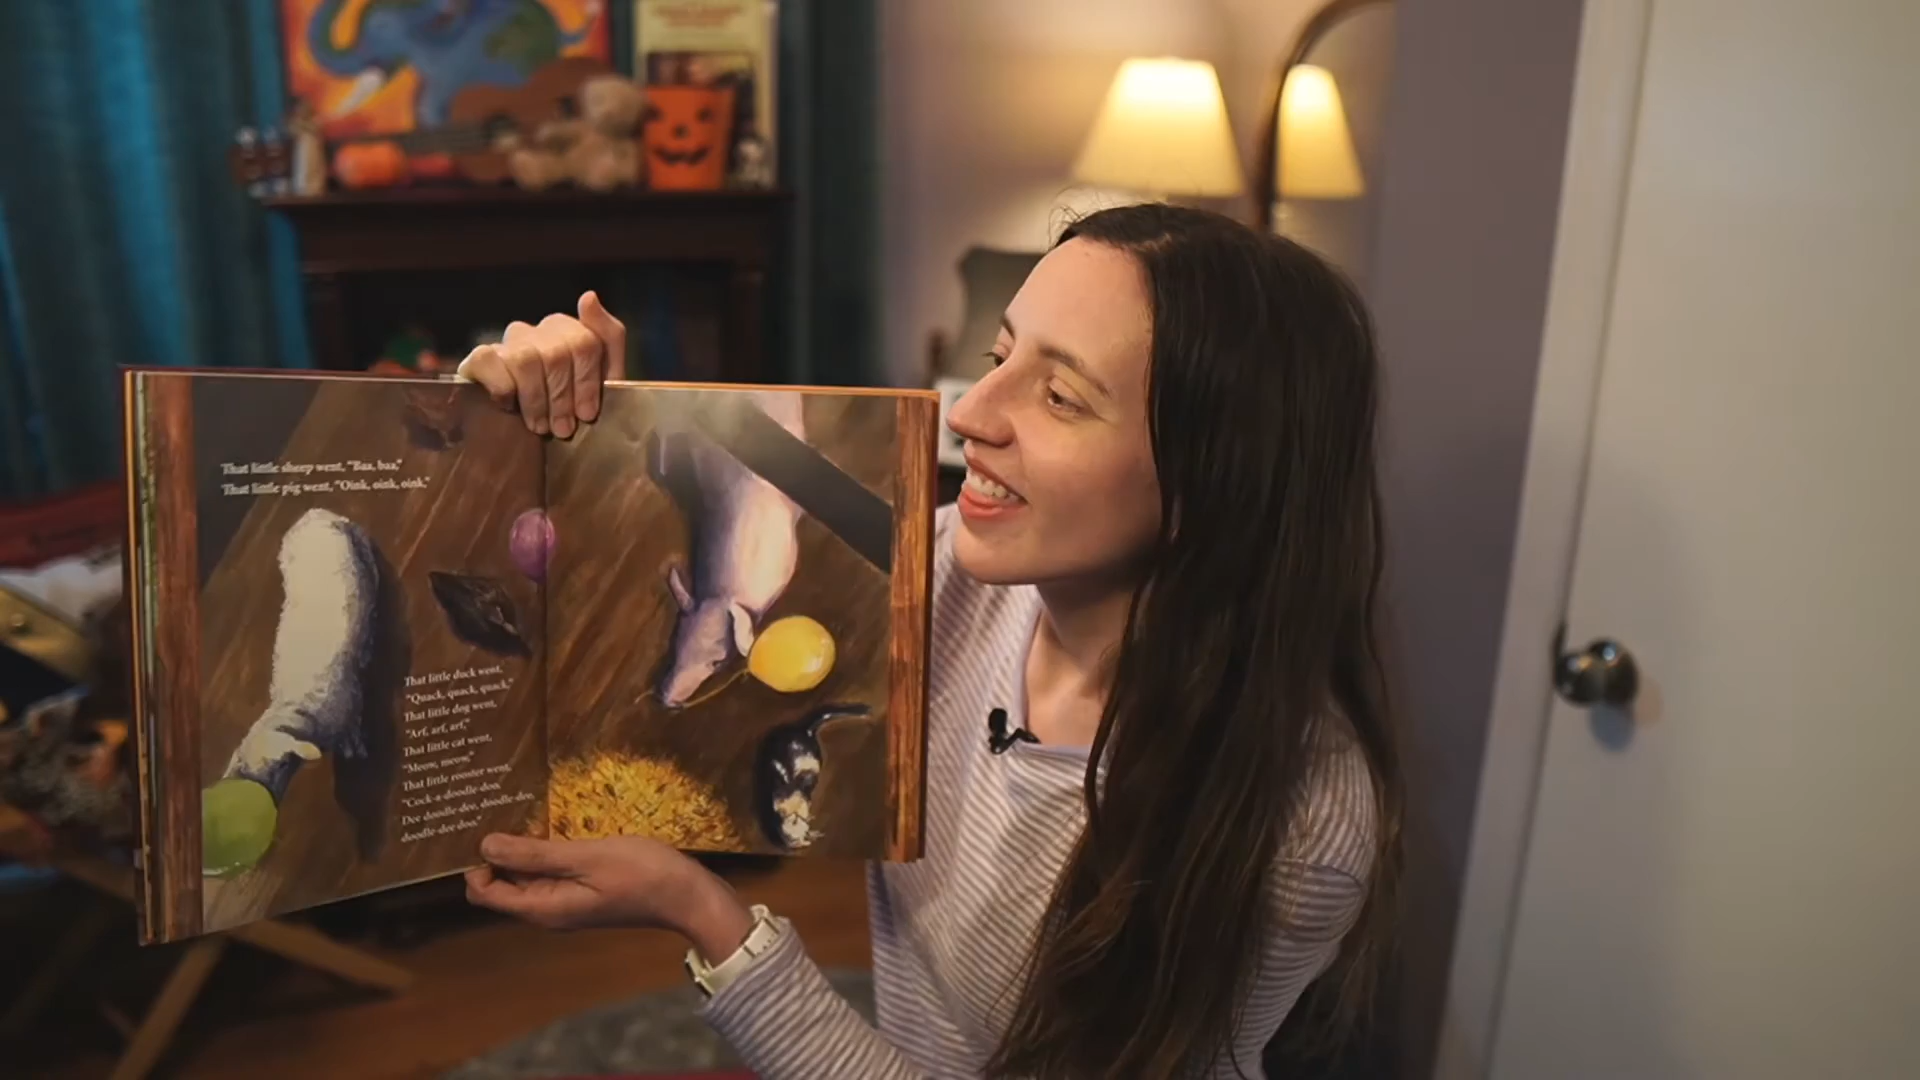 That little sheep went, "Baa, baa,"
That little pig went, "Oink, oink, oink,"
That little duck went,
"Quack, quack, quack,"
That little dog went,
"Arf, arf, arf,"
That little cat went,
"Meow, meow,"
That little rooster went,
"Cock-a-doodle-doo,
Dee doodle-dee, doodle-dee,
doodle-dee-doo."